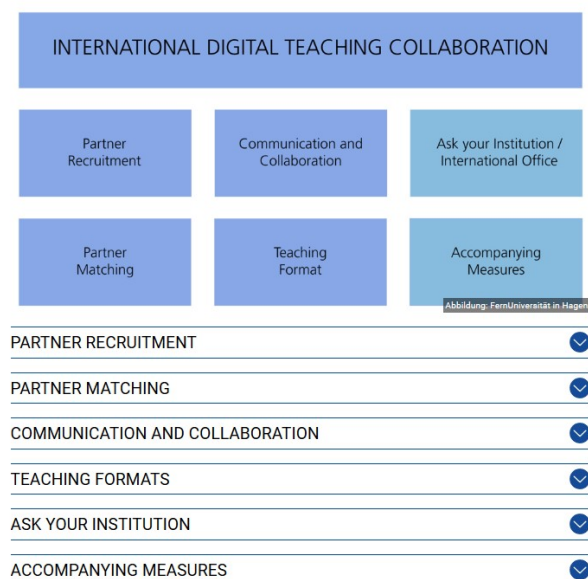 INTERNATIONAL DIGITAL TEACHING COLLABORATION
Partner
Recruitment
Communication and
Collaboration
Ask your Institution /
International Office
Partner
Matching
Teaching
Format
Accompanying
Measures
Abbildung: FernUniversität in Hagen
PARTNER RECRUITMENT
PARTNER MATCHING
COMMUNICATION AND COLLABORATION
TEACHING FORMATS
ASK YOUR INSTITUTION
ACCOMPANYING MEASURES